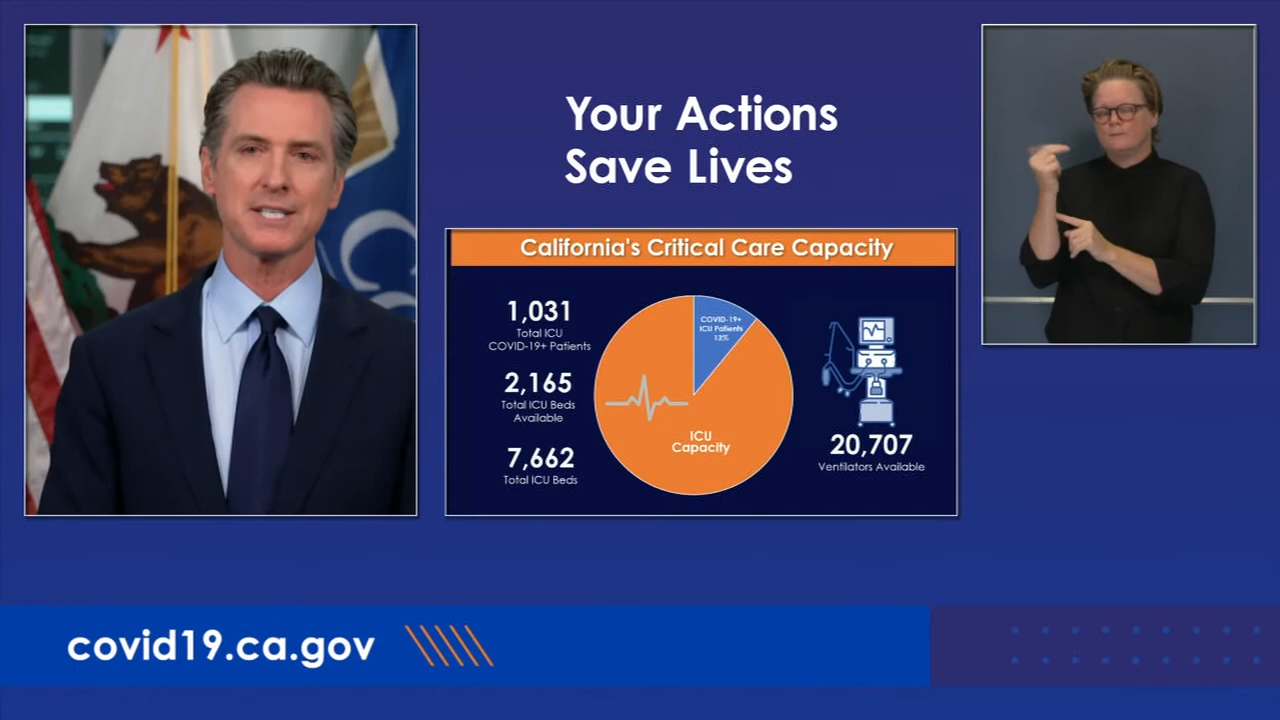 Your Actions
Save Lives
California's Critical Care Capacity
1,031
Total ICU
COVID-19+ Patients
2,165
Total ICU Beds
Available
7,662
Total ICU Beds
COVID-19+
ICU Patients
13%
ICU
Capacity
20,707
Ventilators Available
covid19.ca.gov